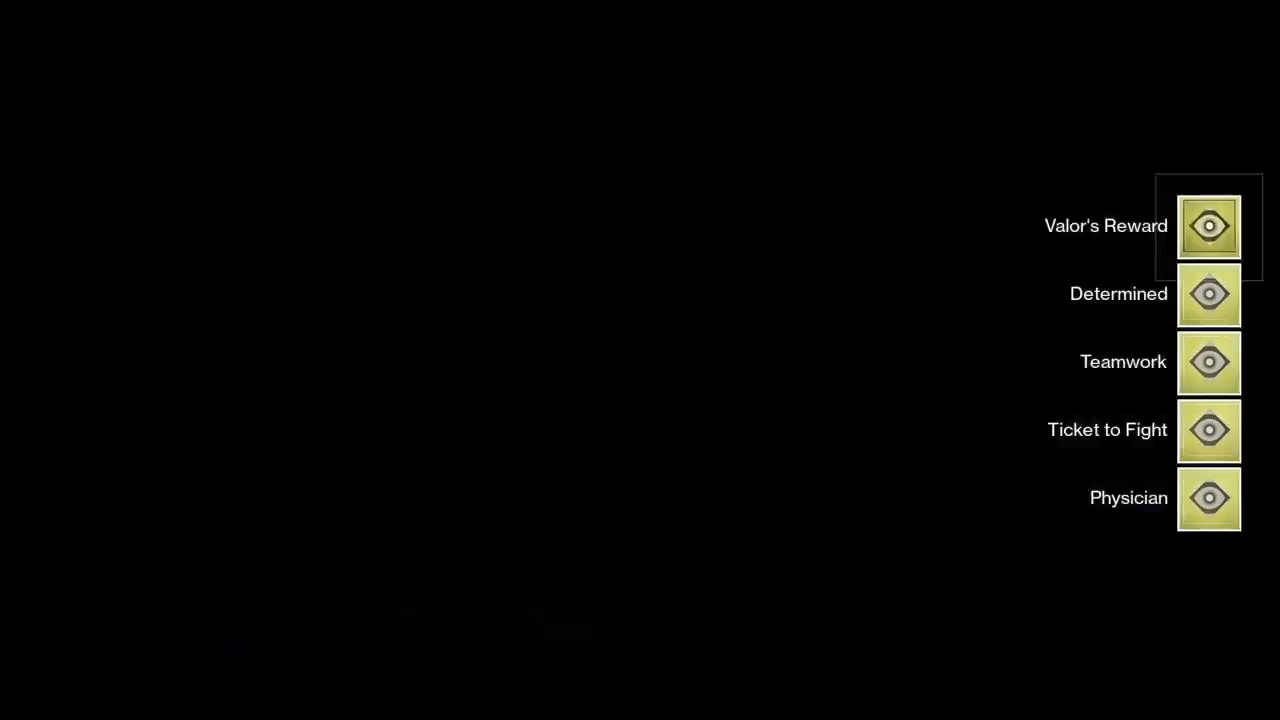 Valor's Reward
Determined
Teamwork
Ticket to Fight
Physician